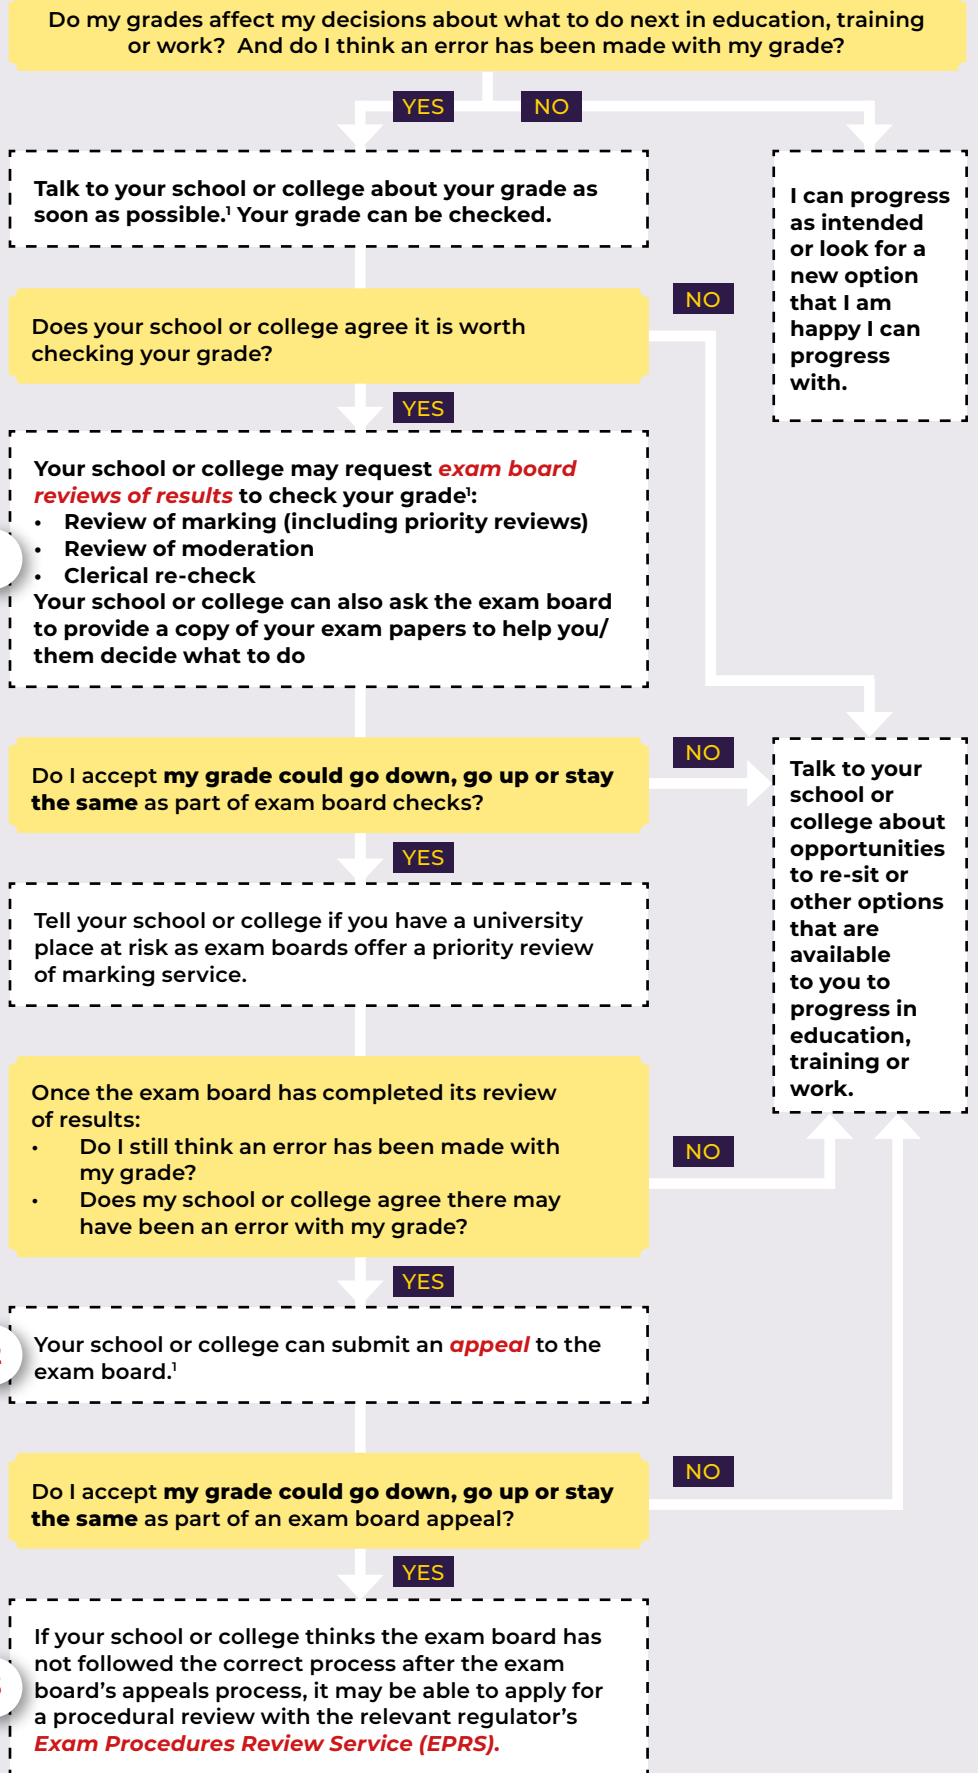 Do my grades affect my decisions about what to do next in education, training
or work? And do I think an error has been made with my grade?
YES
NO
Talk to your school or college about your grade as
soon as possible.¹ Your grade can be checked.
I can progress
as intended
or look for a
new option
that I am
happy I can
progress
with.
Does your school or college agree it is worth
checking your grade?
NO
YES
Your school or college may request exam board
reviews of results to check your grade¹:
• Review of marking (including priority reviews)
• Review of moderation
• Clerical re-check
Your school or college can also ask the exam board
to provide a copy of your exam papers to help you/
them decide what to do
Do I accept my grade could go down, go up or stay
the same as part of exam board checks?
NO
YES
Talk to your
school or
college about
opportunities
to re-sit or
other options
that are
available
to you to
progress in
education,
training or
work.
Tell your school or college if you have a university
place at risk as exam boards offer a priority review
of marking service.
Once the exam board has completed its review
of results:
• Do I still think an error has been made with
my grade?
• Does my school or college agree there may
have been an error with my grade?
NO
YES
Your school or college can submit an appeal to the
exam board.¹
Do I accept my grade could go down, go up or stay
the same as part of an exam board appeal?
NO
YES
If your school or college thinks the exam board has
not followed the correct process after the exam
board's appeals process, it may be able to apply for
a procedural review with the relevant regulator's
Exam Procedures Review Service (EPRS).